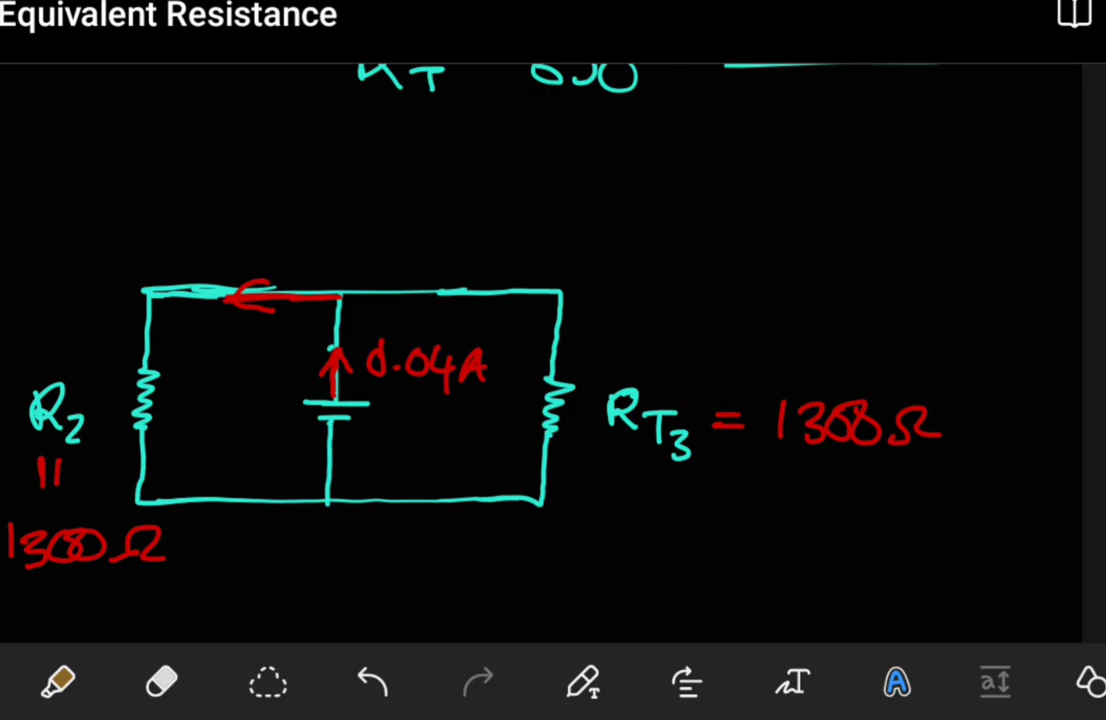 Equivalent Resistance
0.04A
R2
RT3 = 1300Ω
||
1300Ω
T
T
A
a